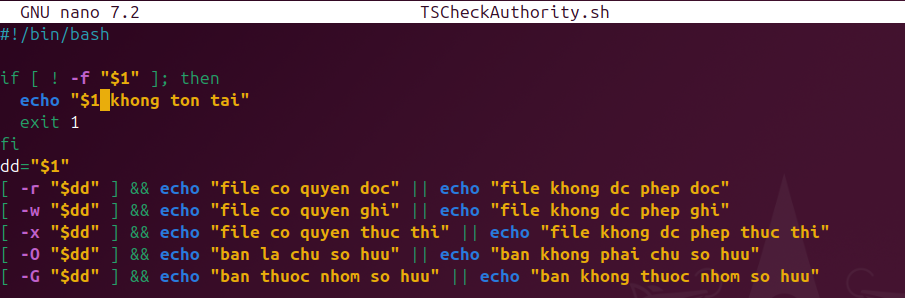 GNU nano 7.2 TSCheckAuthority.sh
#!/bin/bash
if [ ! -f "$1" ]; then
echo "$1 khong ton tai"
exit 1
fi
dd="$1"
[ -r "$dd" ] && echo "file co quyen doc" || echo "file khong dc phep doc"
[ -w "$dd" ] && echo "file co quyen ghi" || echo "file khong dc phep ghi"
[ -x "$dd" ] && echo "file co quyen thuc thi" || echo "file khong dc phep thuc thi"
[ -O "$dd" ] && echo "ban la chu so huu" || echo "ban khong phai chu so huu"
[ -G "$dd" ] && echo "ban thuoc nhom so huu" || echo "ban khong thuoc nhom so huu"